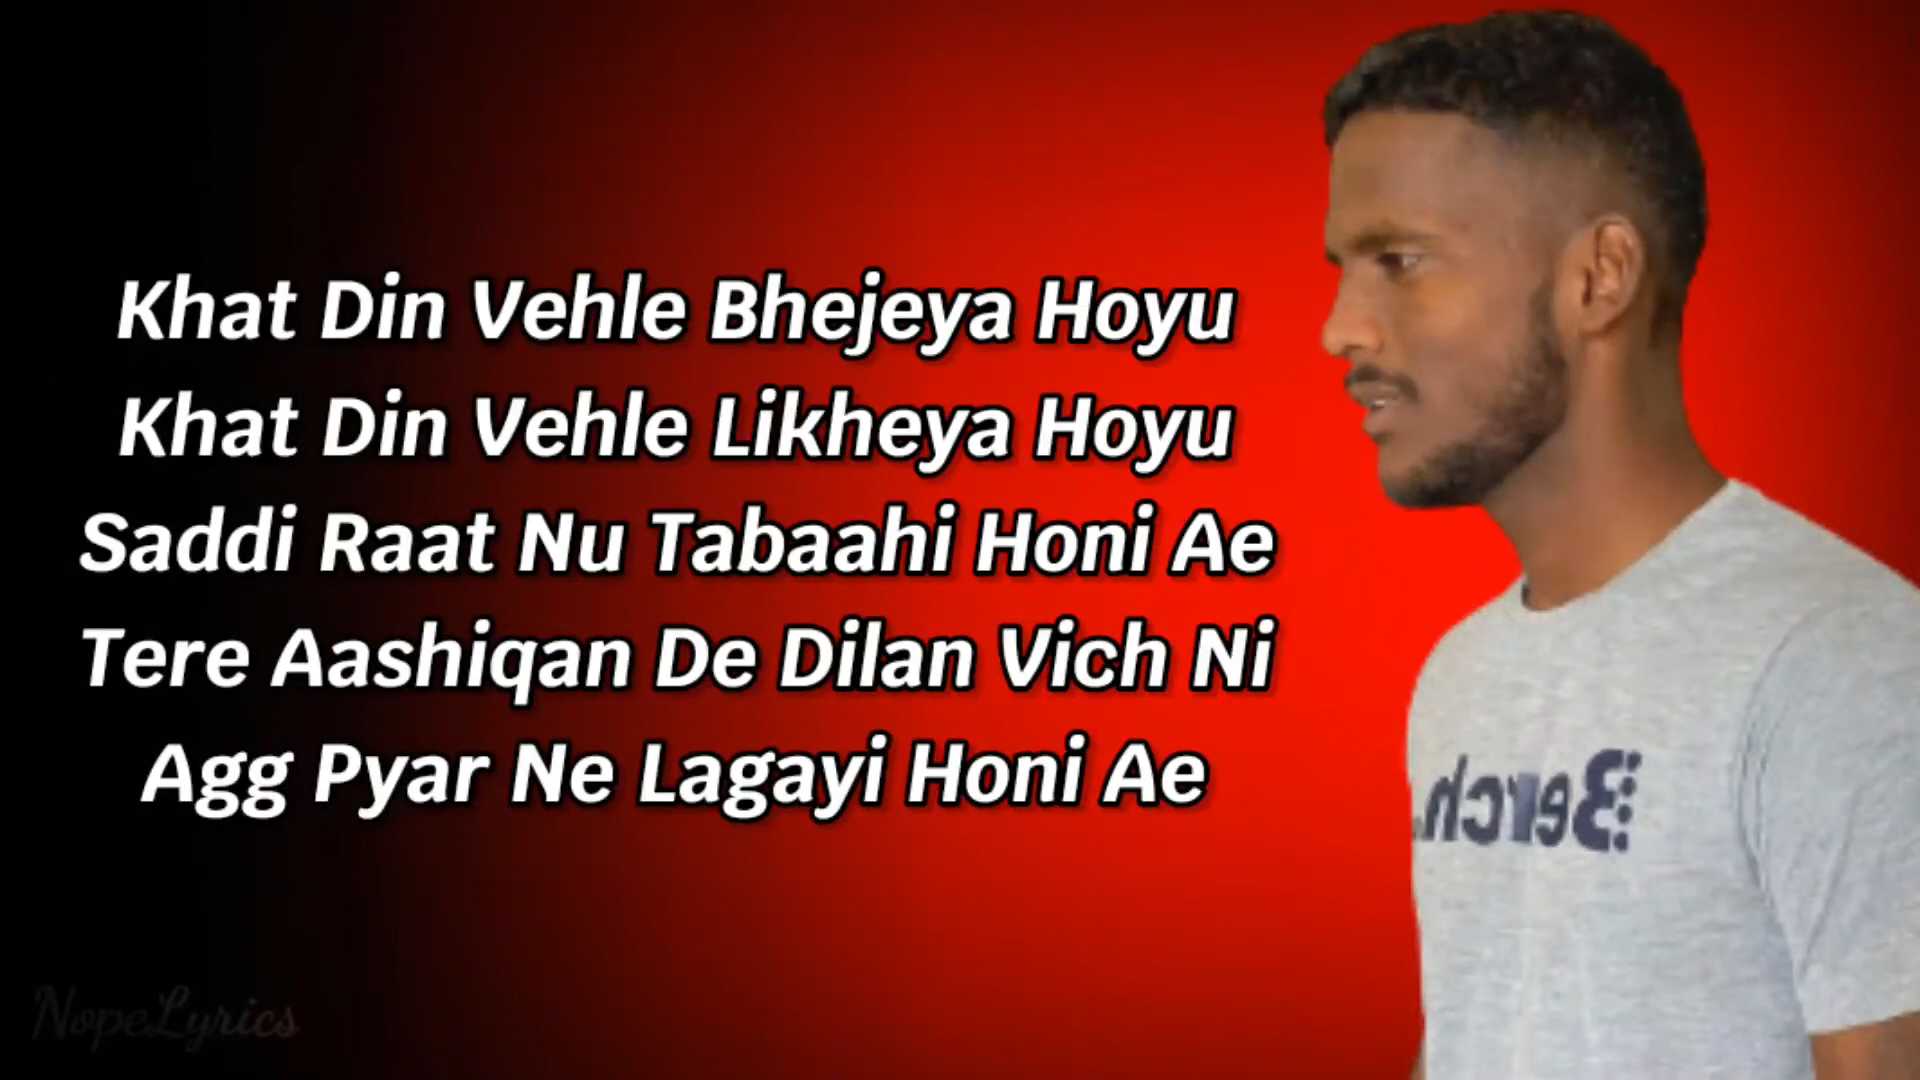 Khat Din Vehle Bhejeya Hoyu
Khat Din Vehle Likheya Hoyu
Saddi Raat Nu Tabaahi Honi Ae
Tere Aashiqan De Dilan Vich Ni
Agg Pyar Ne Lagayi Honi Ae
Berch.
NopeLyrics